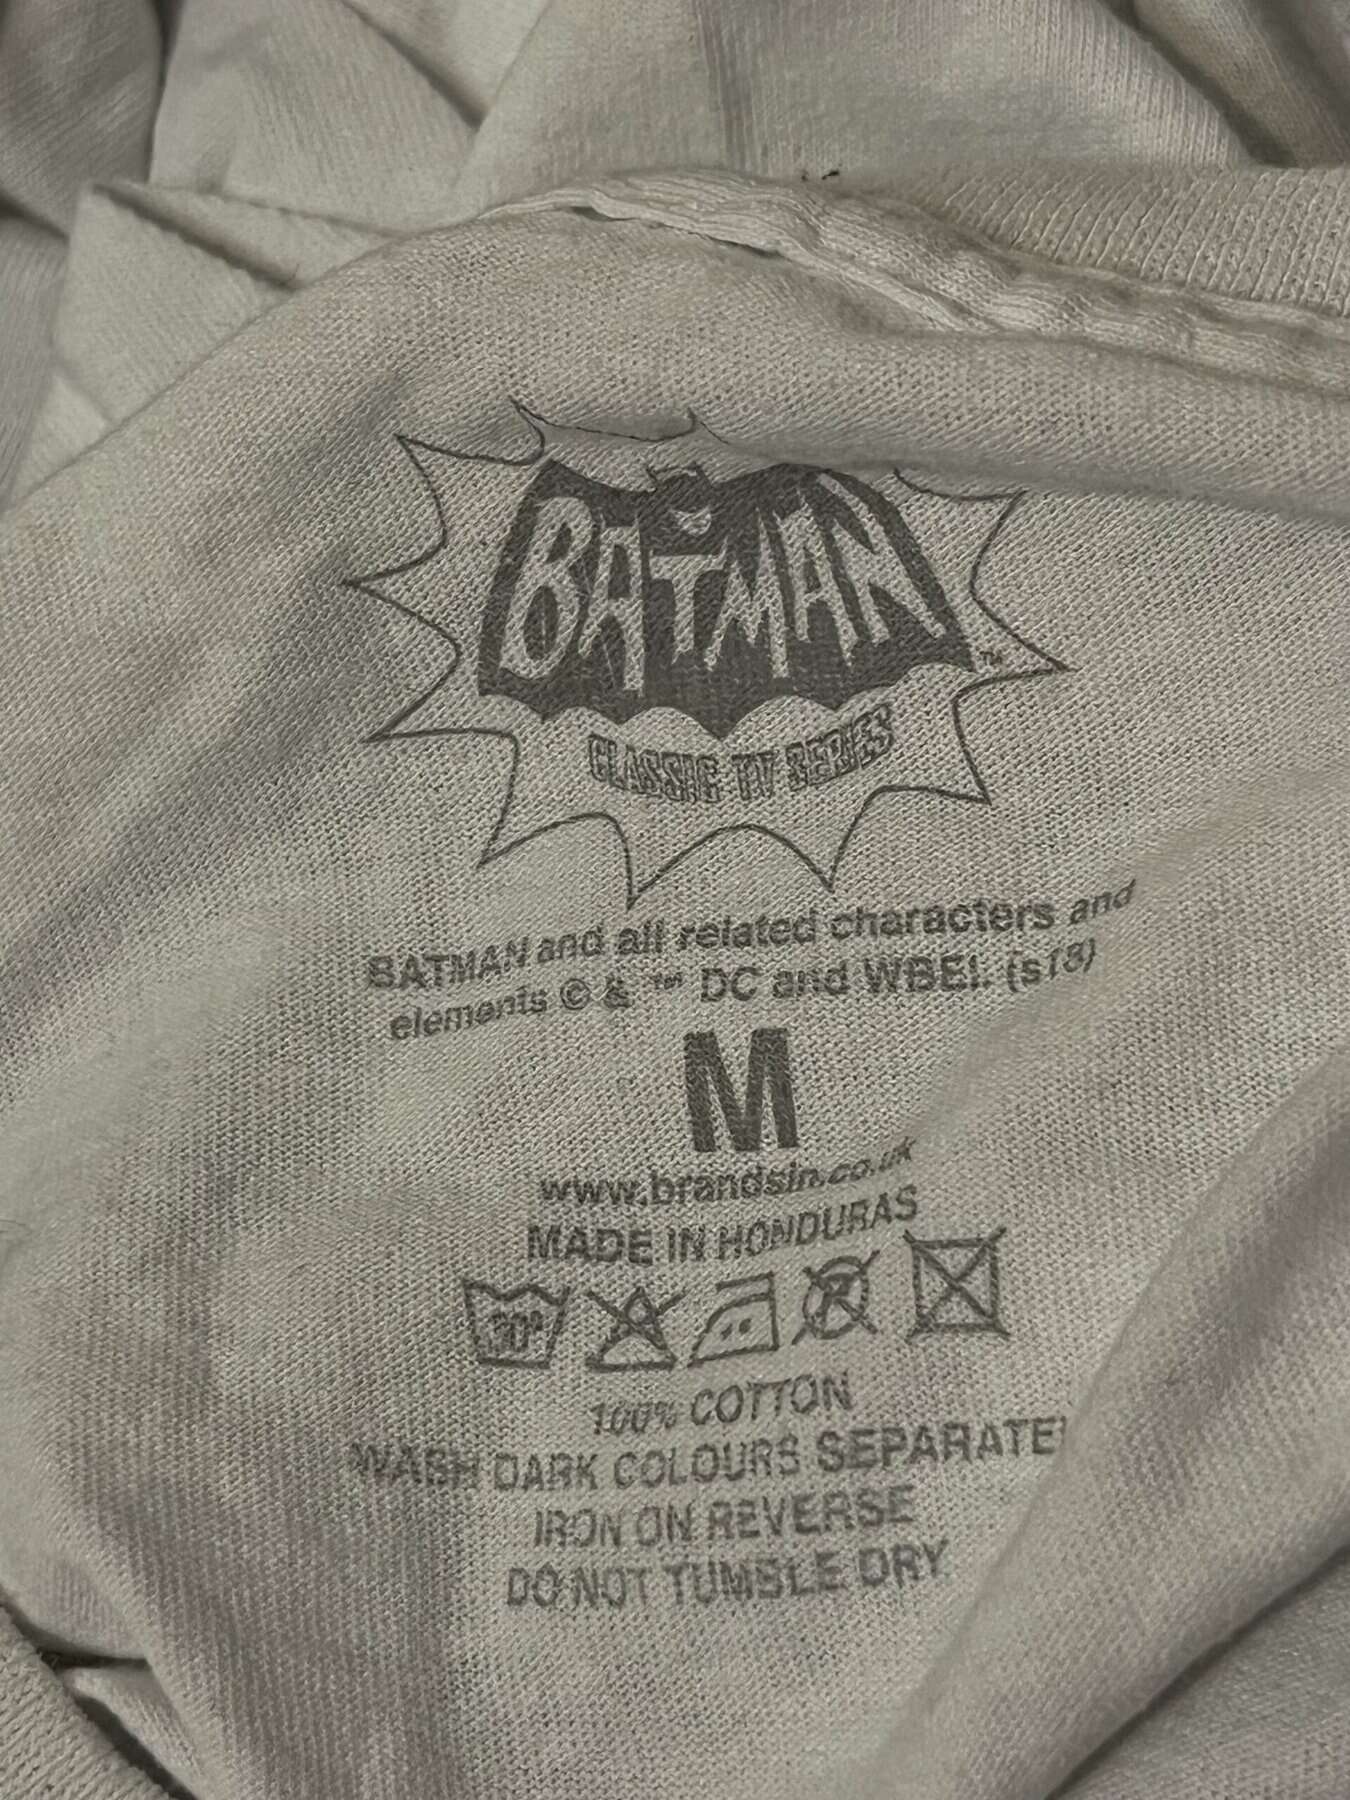 BATMAN™
CLASSIC TV SERIES
BATMAN and all related characters and
elements © & ™ DC and WBEI. (s18)
M
www.brandsin.co.uk
MADE IN HONDURAS
30°
100% COTTON
WASH DARK COLOURS SEPARATE
IRON ON REVERSE
DO NOT TUMBLE DRY